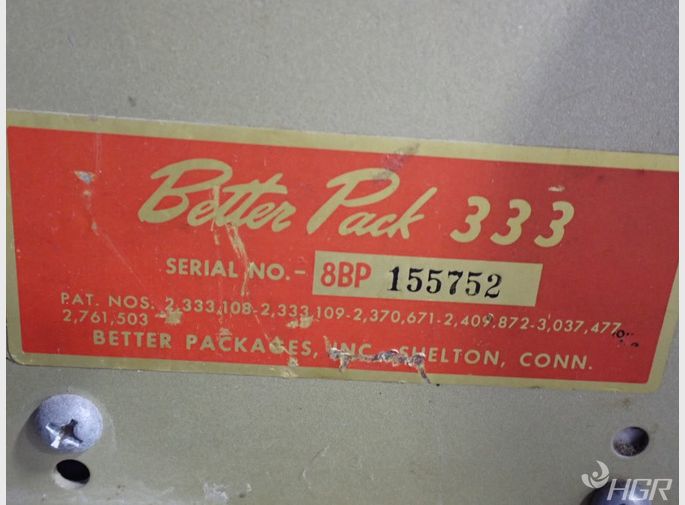 Better Pack 333
SERIAL NO.- 8BP 155752
PAT. NOS. 2,333,108-2,333,109-2,370,671-2,409,872-3,037,477
2,761,503
BETTER PACKAGES, INC. SHELTON, CONN.
HGR